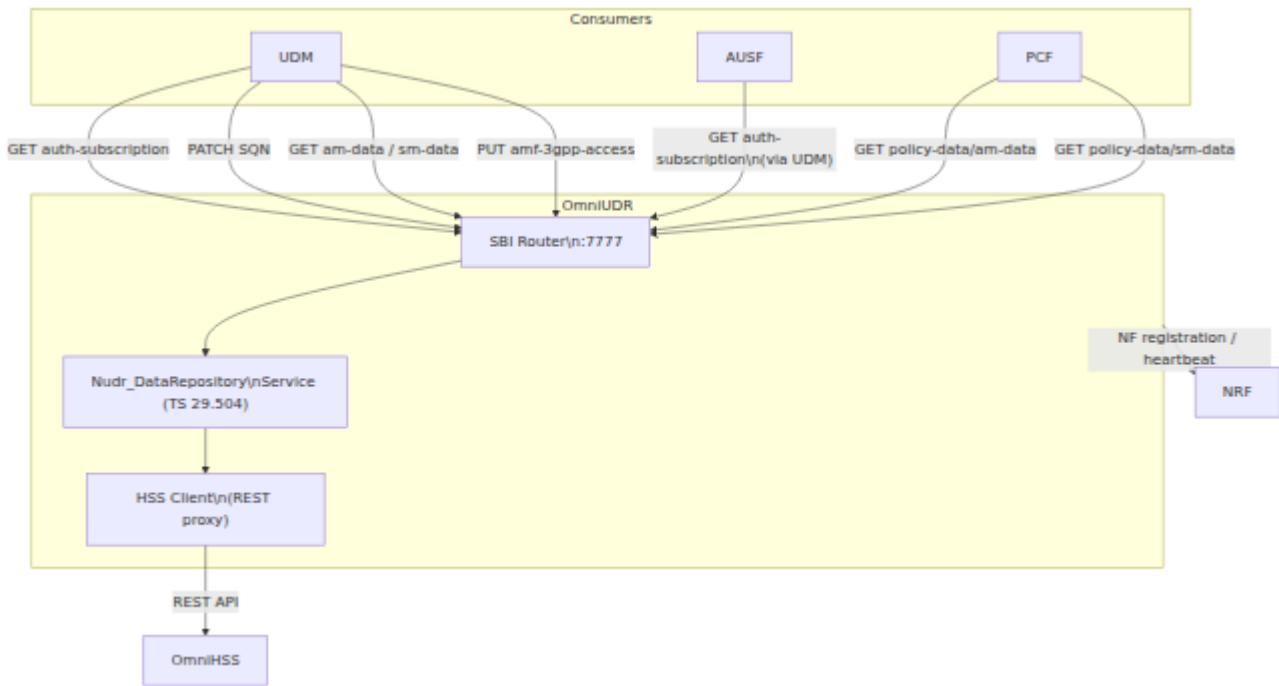 Consumers
UDM
AUSF
PCF
GET auth-subscription
PATCH SQN
GET am-data / sm-data
PUT amf-3gpp-access
GET auth-
subscription\n(via UDM)
GET policy-data/am-data
GET policy-data/sm-data
OmniUDR
SBI Router\n:7777
NF registration /
heartbeat
NRF
Nudr_DataRepository\nService
(TS 29.504)
HSS Client\n(REST
proxy)
REST API
OmniHSS